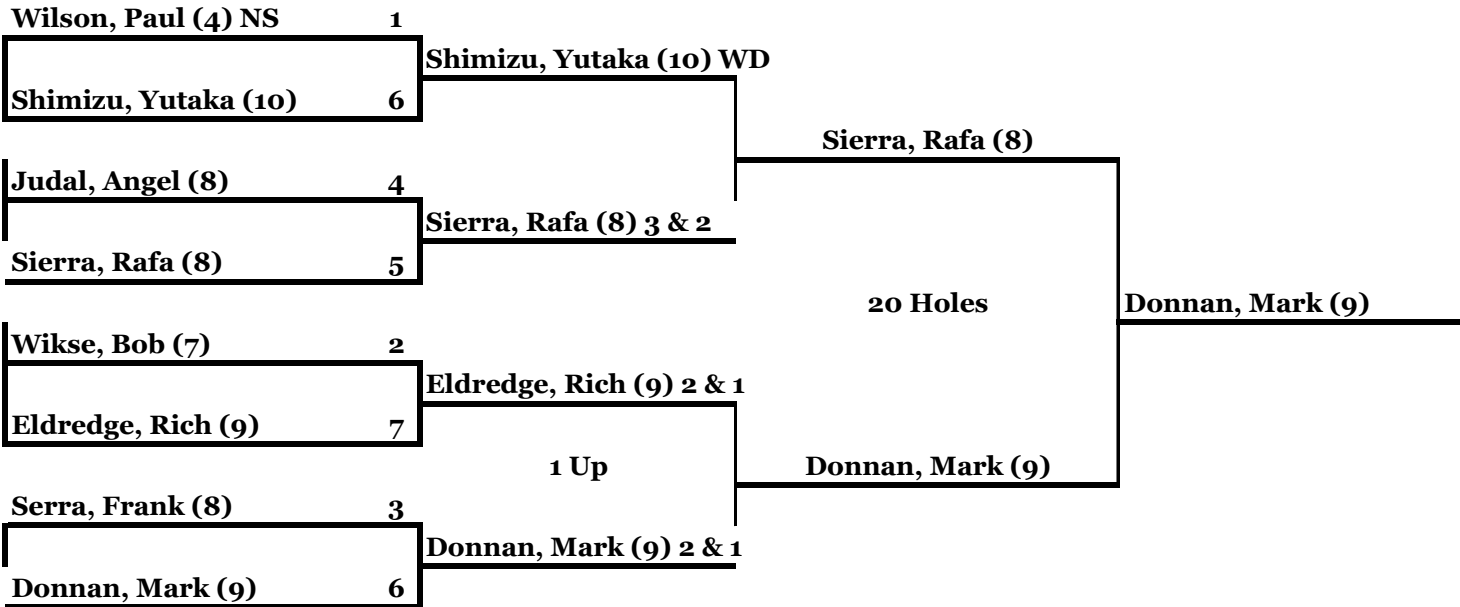 Wilson, Paul (4) NS 1
Shimizu, Yutaka (10) WD
Shimizu, Yutaka (10) 6
Sierra, Rafa (8)
Judal, Angel (8) 4
Sierra, Rafa (8) 3 & 2
Sierra, Rafa (8) 5
20 Holes
Donnan, Mark (9)
Wikse, Bob (7) 2
Eldredge, Rich (9) 2 & 1
Eldredge, Rich (9) 7
1 Up
Donnan, Mark (9)
Serra, Frank (8) 3
Donnan, Mark (9) 2 & 1
Donnan, Mark (9) 6